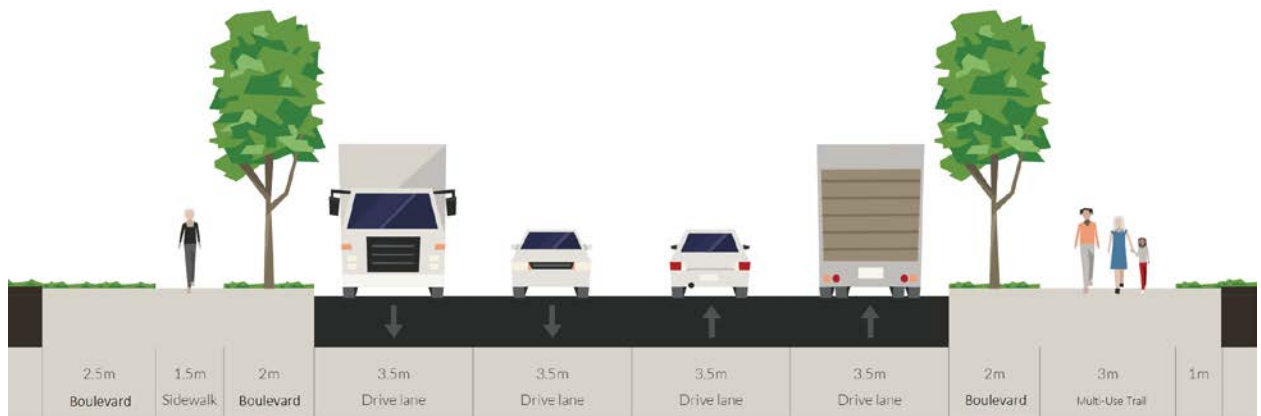 2.5m
Boulevard
1.5m
Sidewalk
2m
Boulevard
3.5m
Drive lane
3.5m
Drive lane
3.5m
Drive lane
3.5m
Drive lane
2m
Boulevard
3m
Multi-Use Trail
1m